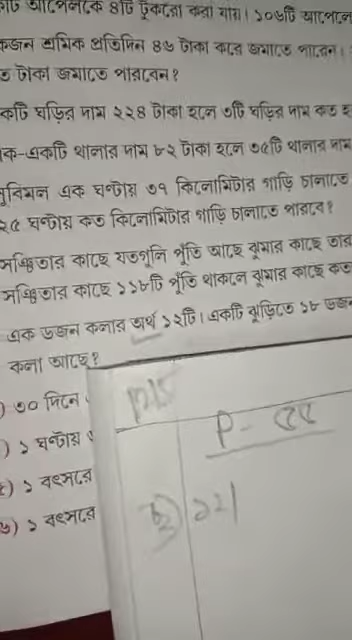 আপেলকে ৪টি টুকরো করা যায়। ১০৬টি আপেলে
শ্রমিক প্রতিদিন ৪৬ টাকা করে জমাতে পারেন।
টাকা জমাতে পারবেন?
ঘড়ির দাম ২২৪ টাকা হলে ৩টি ঘড়ির দাম কত
ক-একটি থালার দাম ৮২ টাকা হলে ৩৫টি থালার দাম
সুবিমল এক ঘণ্টায় ৩৭ কিলোমিটার গাড়ি চালাতে
২৫ ঘণ্টায় কত কিলোমিটার গাড়ি চালাতে পারবে?
সঞ্চিতার কাছে যতগুলি পুঁতি আছে ঝুমার কাছে তার
সঞ্চিতার কাছে ১১৮টি পুঁতি থাকলে ঝুমার কাছে কত
এক ডজন কলার অর্থ ১২টি। একটি ঝুড়িতে ১৮ ডজন
কলা আছে?
) ৩০ দিনে
) ১ ঘণ্টায়
) ১ বৎসরে
) ১ বৎসরে
P - ৫৫
১২।